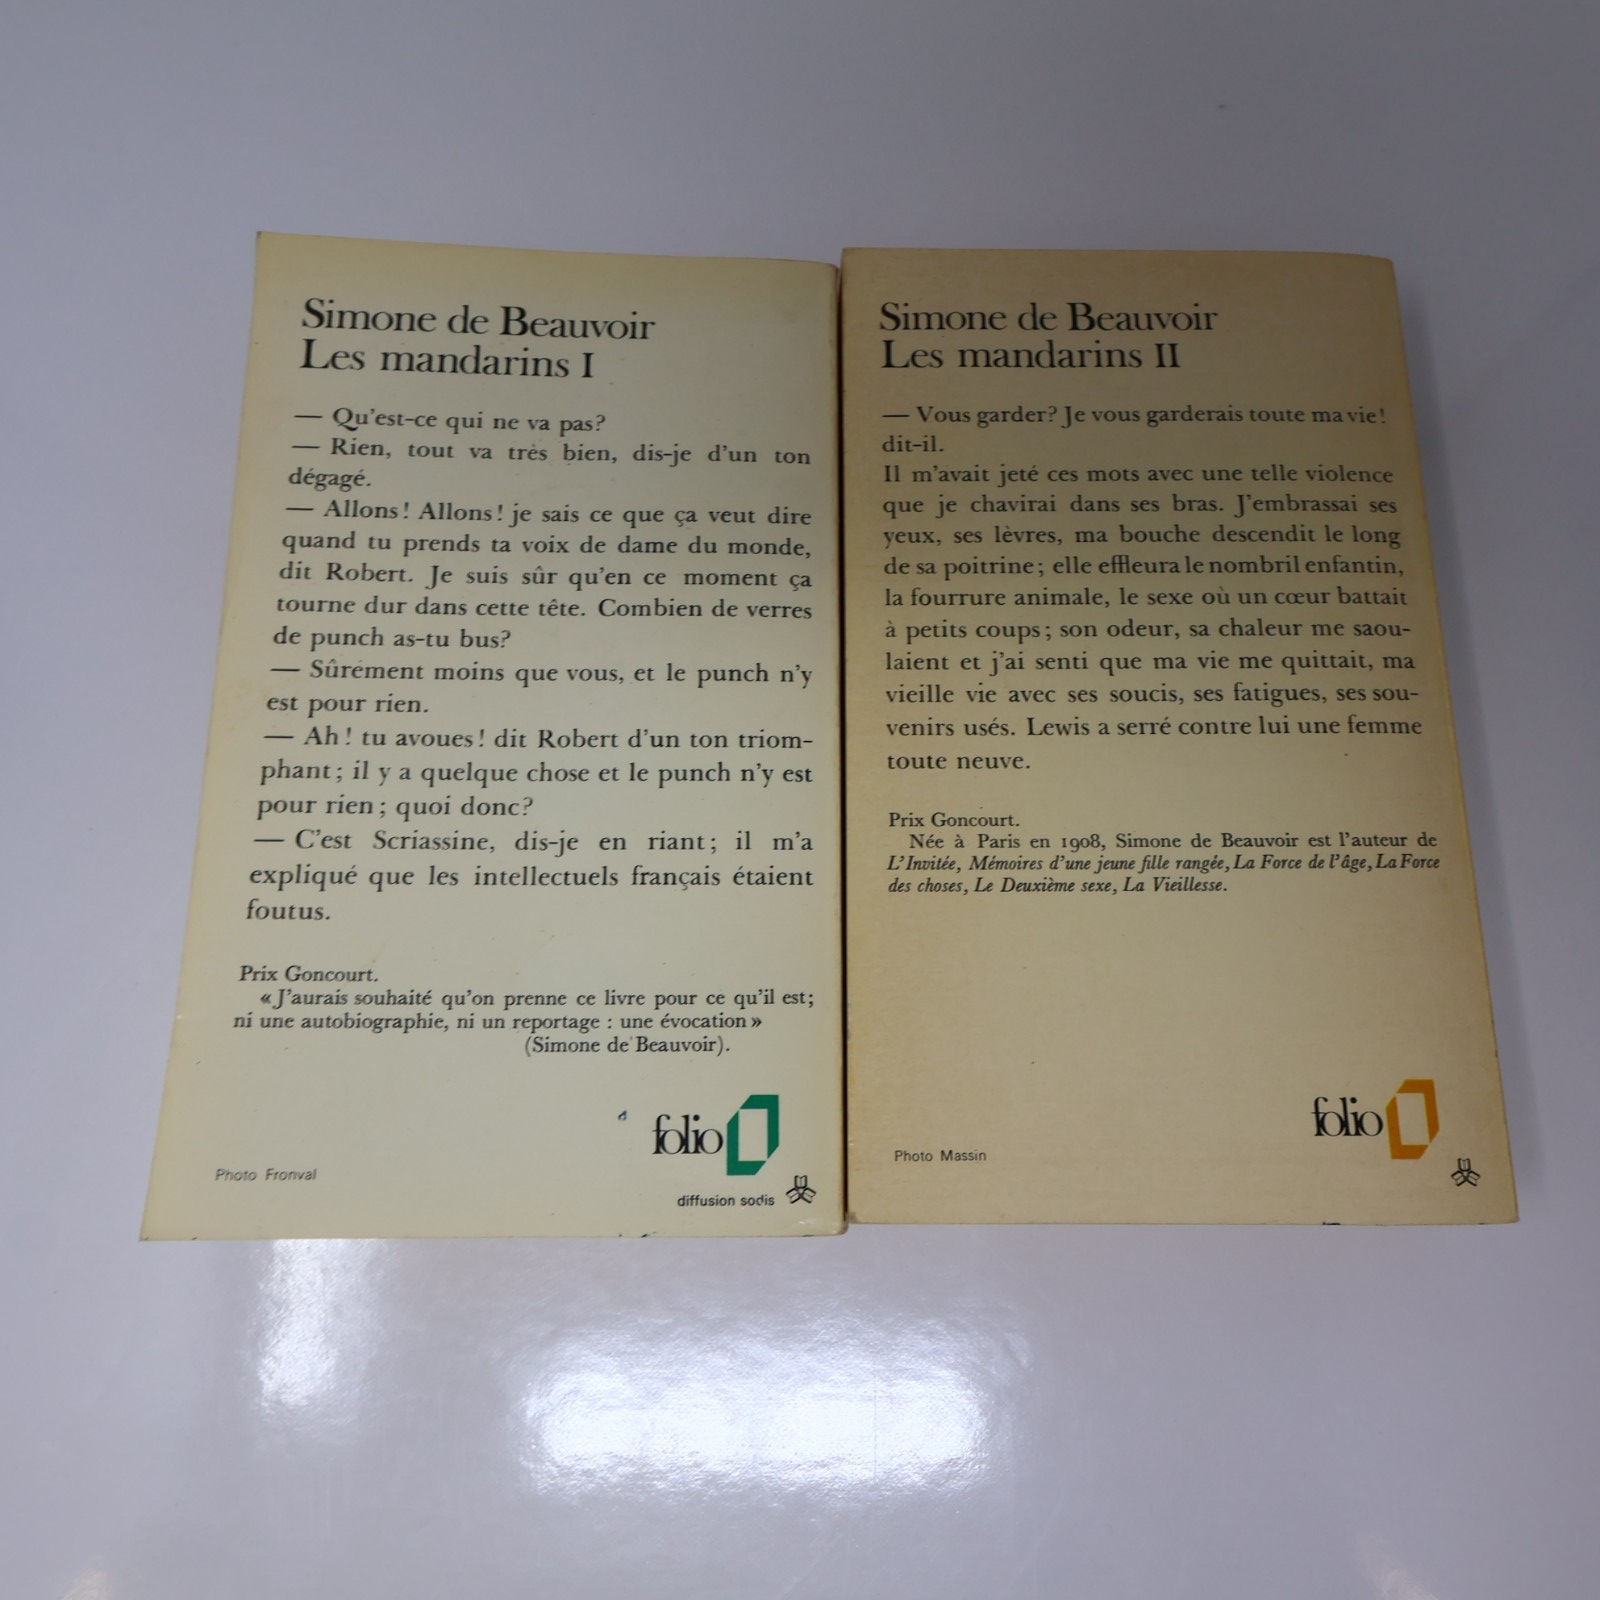 Simone de Beauvoir
Les mandarins I
— Qu'est-ce qui ne va pas?
— Rien, tout va très bien, dis-je d'un ton
dégagé.
— Allons! Allons! je sais ce que ça veut dire
quand tu prends ta voix de dame du monde,
dit Robert. Je suis sûr qu'en ce moment ça
tourne dur dans cette tête. Combien de verres
de punch as-tu bus?
— Sûrement moins que vous, et le punch n'y
est pour rien.
— Ah! tu avoues! dit Robert d'un ton triom-
phant; il y a quelque chose et le punch n'y est
pour rien; quoi donc?
— C'est Scriassine, dis-je en riant; il m'a
expliqué que les intellectuels français étaient
foutus.
Prix Goncourt.
« J'aurais souhaité qu'on prenne ce livre pour ce qu'il est;
ni une autobiographie, ni un reportage : une évocation »
(Simone de Beauvoir).
folio
Photo Fronval
diffusion sodis
Simone de Beauvoir
Les mandarins II
— Vous garder? Je vous garderais toute ma vie!
dit-il.
Il m'avait jeté ces mots avec une telle violence
que je chavirai dans ses bras. J'embrassai ses
yeux, ses lèvres, ma bouche descendit le long
de sa poitrine; elle effleura le nombril enfantin,
la fourrure animale, le sexe où un cœur battait
à petits coups; son odeur, sa chaleur me saou-
laient et j'ai senti que ma vie me quittait, ma
vieille vie avec ses soucis, ses fatigues, ses sou-
venirs usés. Lewis a serré contre lui une femme
toute neuve.
Prix Goncourt.
Née à Paris en 1908, Simone de Beauvoir est l'auteur de
L'Invitée, Mémoires d'une jeune fille rangée, La Force de l'âge, La Force
des choses, Le Deuxième sexe, La Vieillesse.
folio
Photo Massin